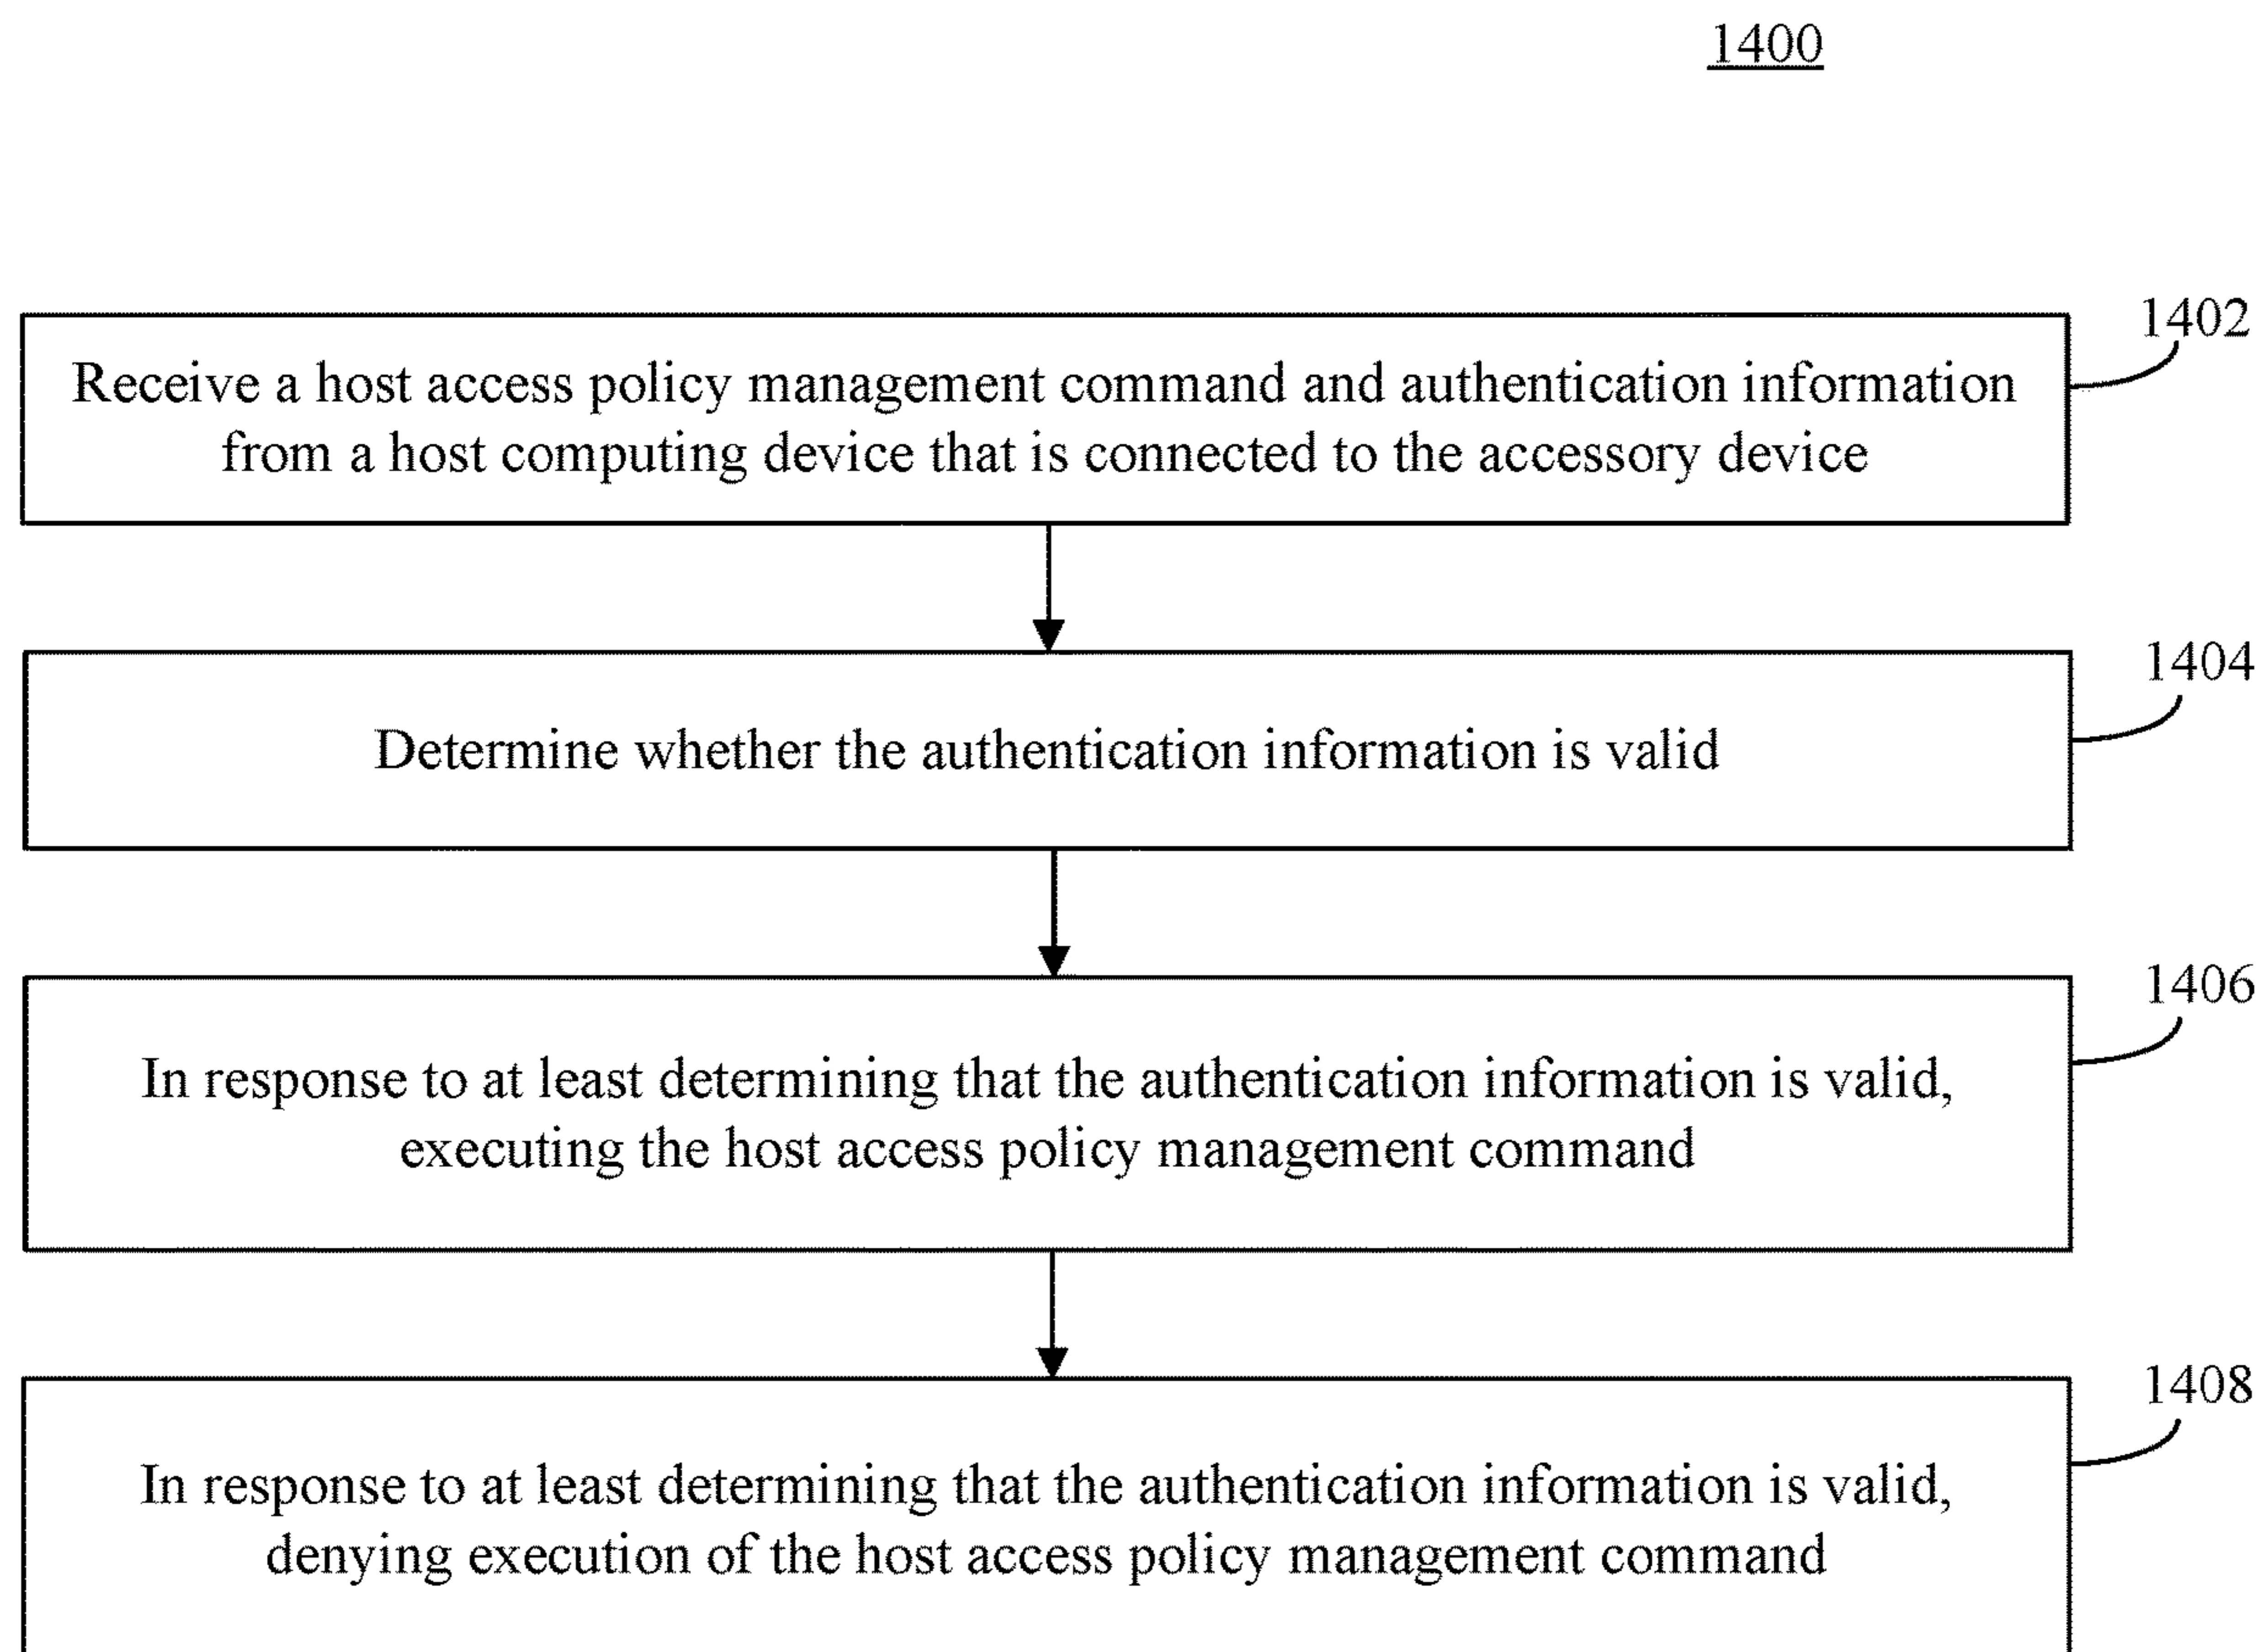 1400
1402
Receive a host access policy management command and authentication information
from a host computing device that is connected to the accessory device
1404
Determine whether the authentication information is valid
1406
In response to at least determining that the authentication information is valid,
executing the host access policy management command
1408
In response to at least determining that the authentication information is valid,
denying execution of the host access policy management command